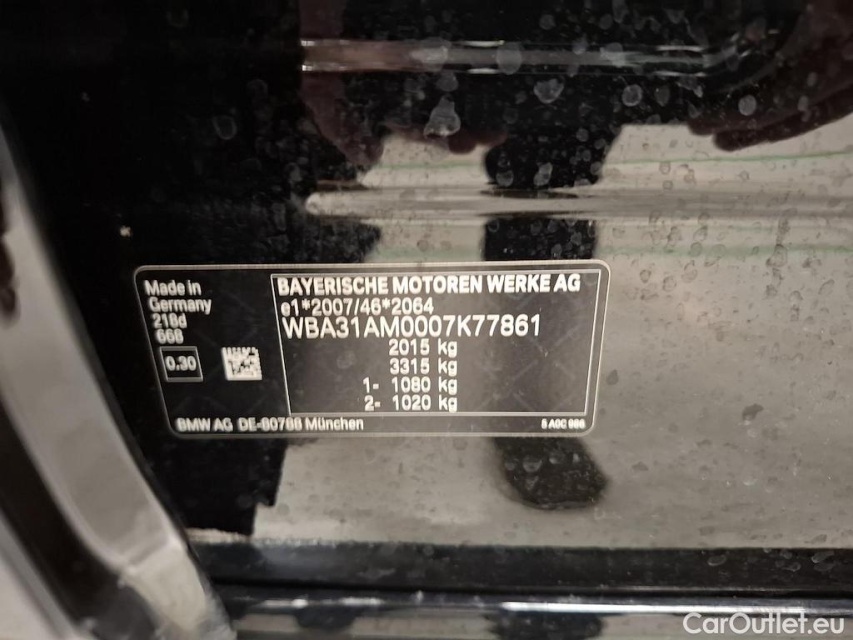 Made in
Germany
218d
668
0.30
BAYERISCHE MOTOREN WERKE AG
e1*2007/46*2064
WBA31AM0007K77861
2015 kg
3315 kg
1- 1080 kg
2- 1020 kg
BMW AG DE-80788 München
CarOutlet.eu